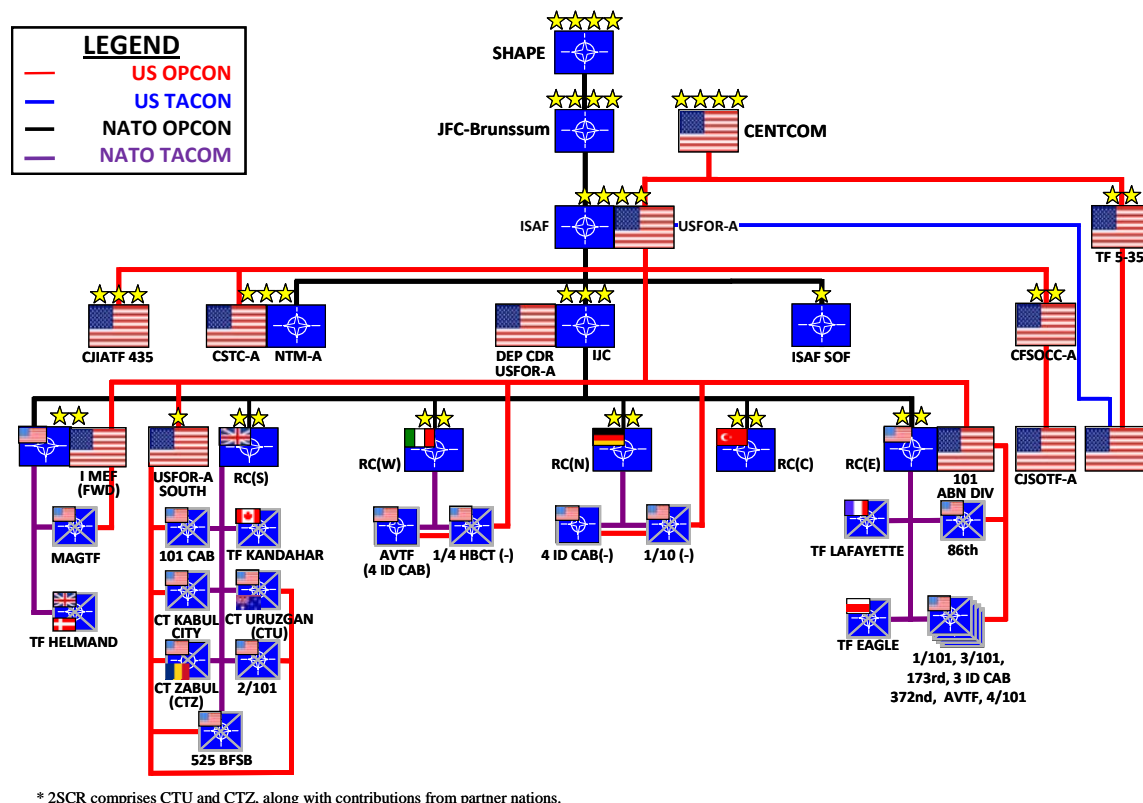 LEGEND
US OPCON
US TACON
NATO OPCON
NATO TACOM
SHAPE
JFC-Brunssum
CENTCOM
ISAF
USFOR-A
TF 5-35
CJIATF 435
CSTC-A
NTM-A
DEP CDR
USFOR-A
IJC
ISAF SOF
CFSOCC-A
I MEF
(FWD)
USFOR-A
SOUTH
RC(S)
RC(W)
RC(N)
RC(C)
RC(E)
101
ABN DIV
CJSOTF-A
MAGTF
101 CAB
TF KANDAHAR
AVTF
(4 ID CAB)
1/4 HBCT (-)
4 ID CAB(-)
1/10 (-)
TF LAFAYETTE
86th
TF HELMAND
CT KABUL
CITY
CT URUZGAN
(CTU)
CT ZABUL
(CTZ)
2/101
TF EAGLE
1/101, 3/101,
173rd, 3 ID CAB
372nd, AVTF, 4/101
525 BFSB
* 2SCR comprises CTU and CTZ, along with contributions from partner nations.